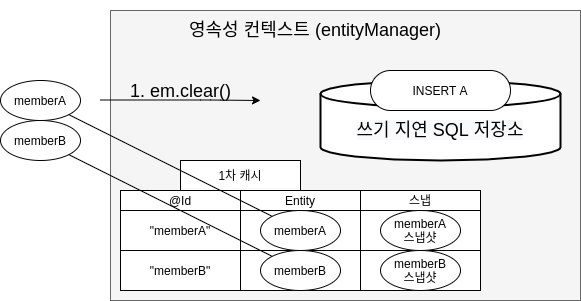 영속성 컨텍스트 (entityManager)
memberA
1. em.clear()
INSERT A
memberB
쓰기 지연 SQL 저장소
1차 캐시
@Id Entity 스냅
"memberA" memberA memberA
스냅샷
"memberB" memberB memberB
스냅샷